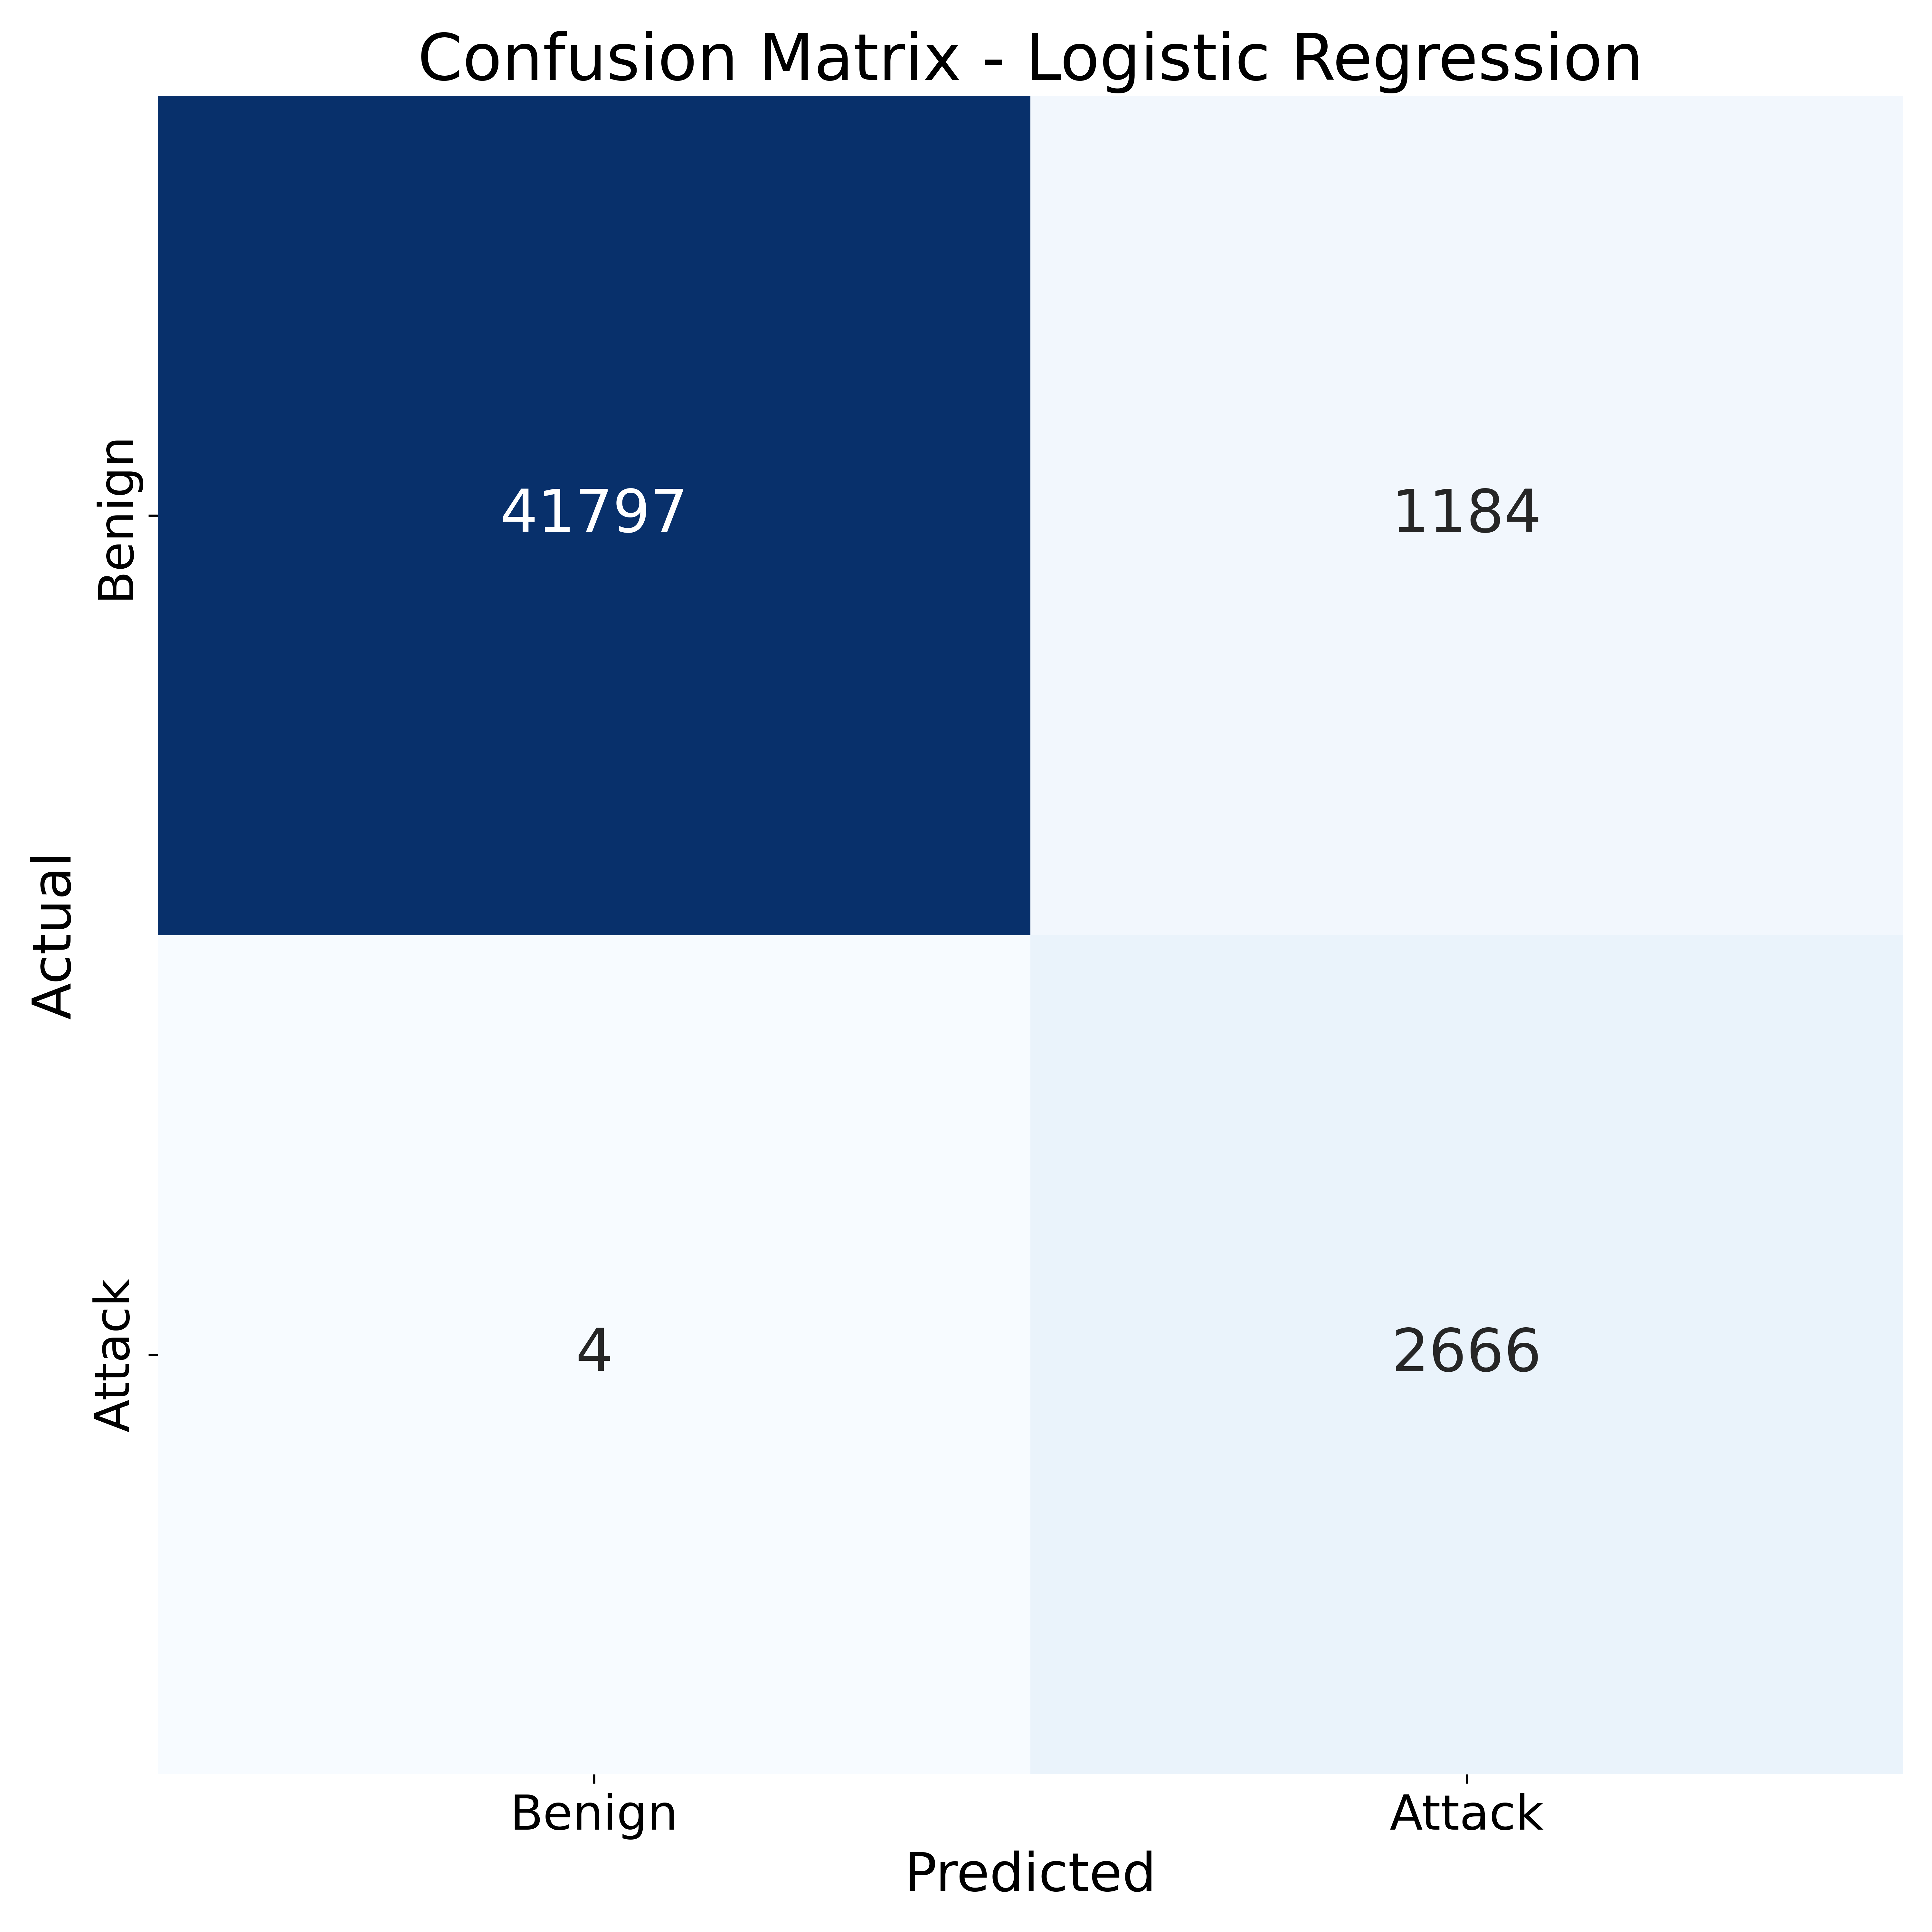 Confusion Matrix - Logistic Regression
Actual
Benign
41797
1184
Attack
4
2666
Benign
Attack
Predicted